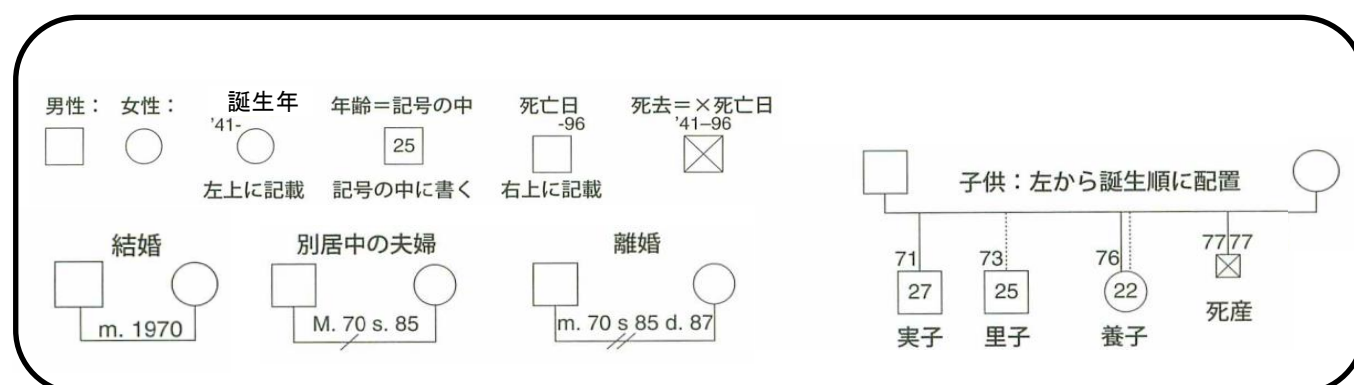 男性： 女性： 誕生年 年齢＝記号の中 死亡日 死去＝×死亡日
'41- -96 '41–96
25
左上に記載 記号の中に書く 右上に記載
子供：左から誕生順に配置
結婚 別居中の夫婦 離婚
m. 1970 M. 70 s. 85 m. 70 s 85 d. 87
71 73 76 77 77
27 25 22
実子 里子 養子 死産